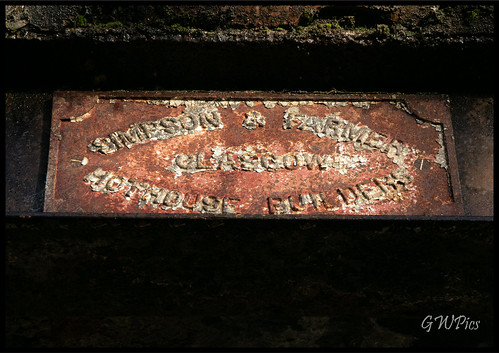 SIMPSON & FARMER
GLASGOW
HOTHOUSE BUILDERS
GWPics